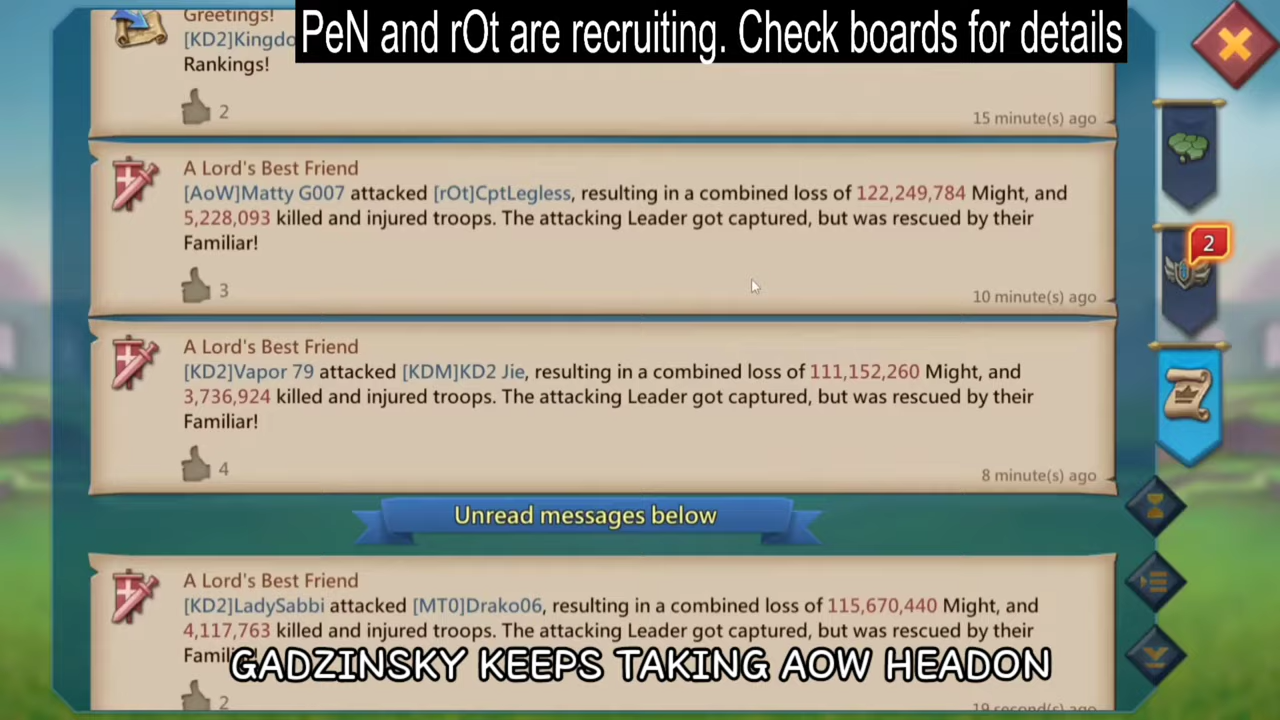 Greetings!
PeN and rOt are recruiting. Check boards for details
[KD2]Kingdo
Rankings!
2
15 minute(s) ago
A Lord's Best Friend
[AoW]Matty G007 attacked [rOt]CptLegless, resulting in a combined loss of 122,249,784 Might, and
5,228,093 killed and injured troops. The attacking Leader got captured, but was rescued by their
Familiar!
3
10 minute(s) ago
2
A Lord's Best Friend
[KD2]Vapor 79 attacked [KDM]KD2 Jie, resulting in a combined loss of 111,152,260 Might, and
3,736,924 killed and injured troops. The attacking Leader got captured, but was rescued by their
Familiar!
4
8 minute(s) ago
Unread messages below
A Lord's Best Friend
[KD2]LadySabbi attacked [MT0]Drako06, resulting in a combined loss of 115,670,440 Might, and
4,117,763 killed and injured troops. The attacking Leader got captured, but was rescued by their
Famili
GADZINSKY KEEPS TAKING AOW HEADON
2
19 second(s) ago